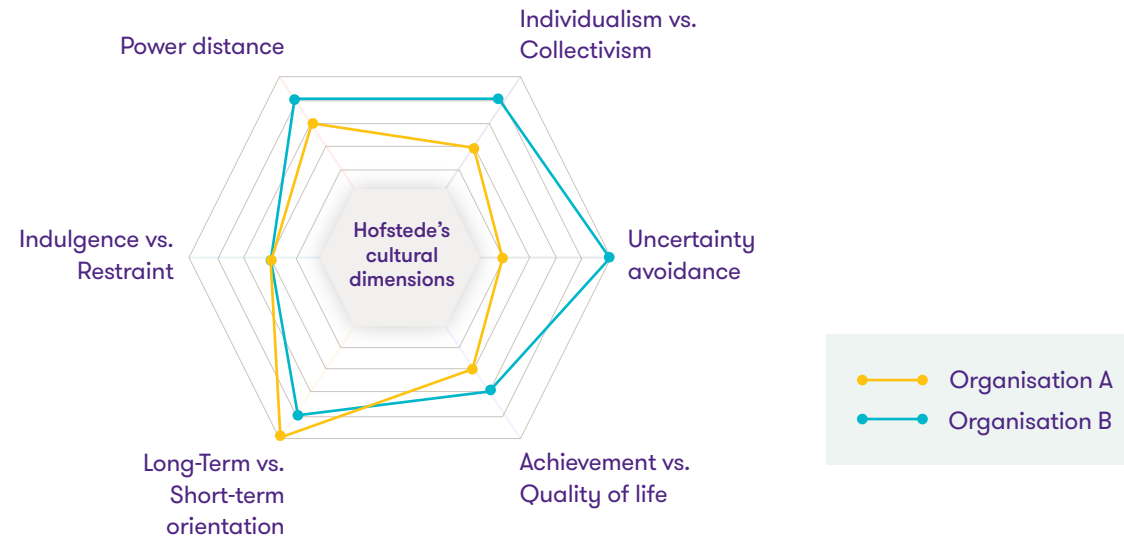 Individualism vs.
Collectivism
Power distance
Hofstede's
cultural
dimensions
Indulgence vs.
Restraint
Uncertainty
avoidance
Organisation A
Organisation B
Long-Term vs.
Short-term
orientation
Achievement vs.
Quality of life